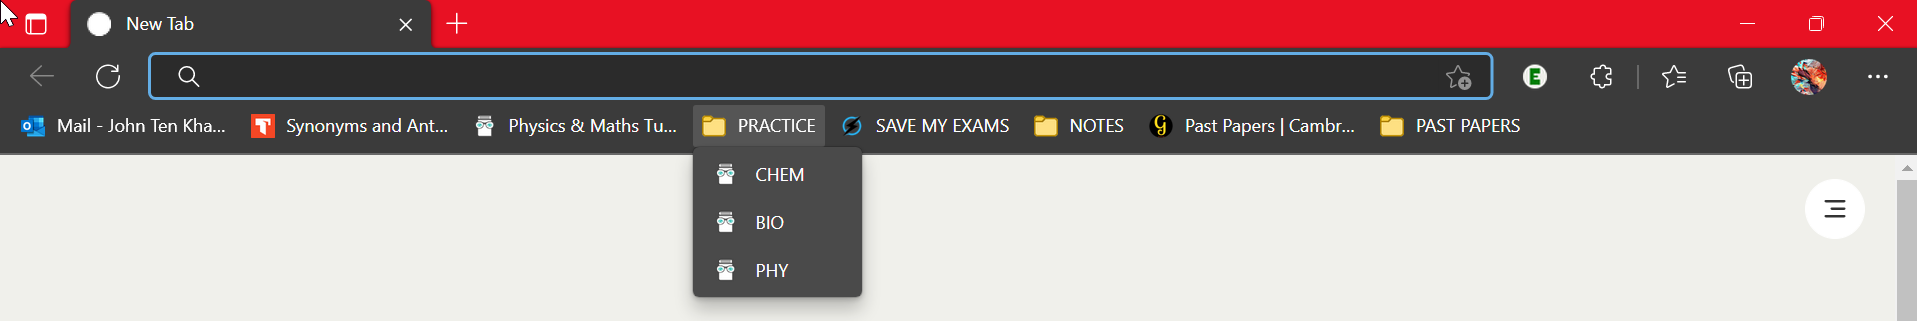 New Tab
E
Mail - John Ten Kha... Synonyms and Ant... Physics & Maths Tu... PRACTICE SAVE MY EXAMS NOTES Past Papers | Cambr... PAST PAPERS
CHEM
BIO
PHY